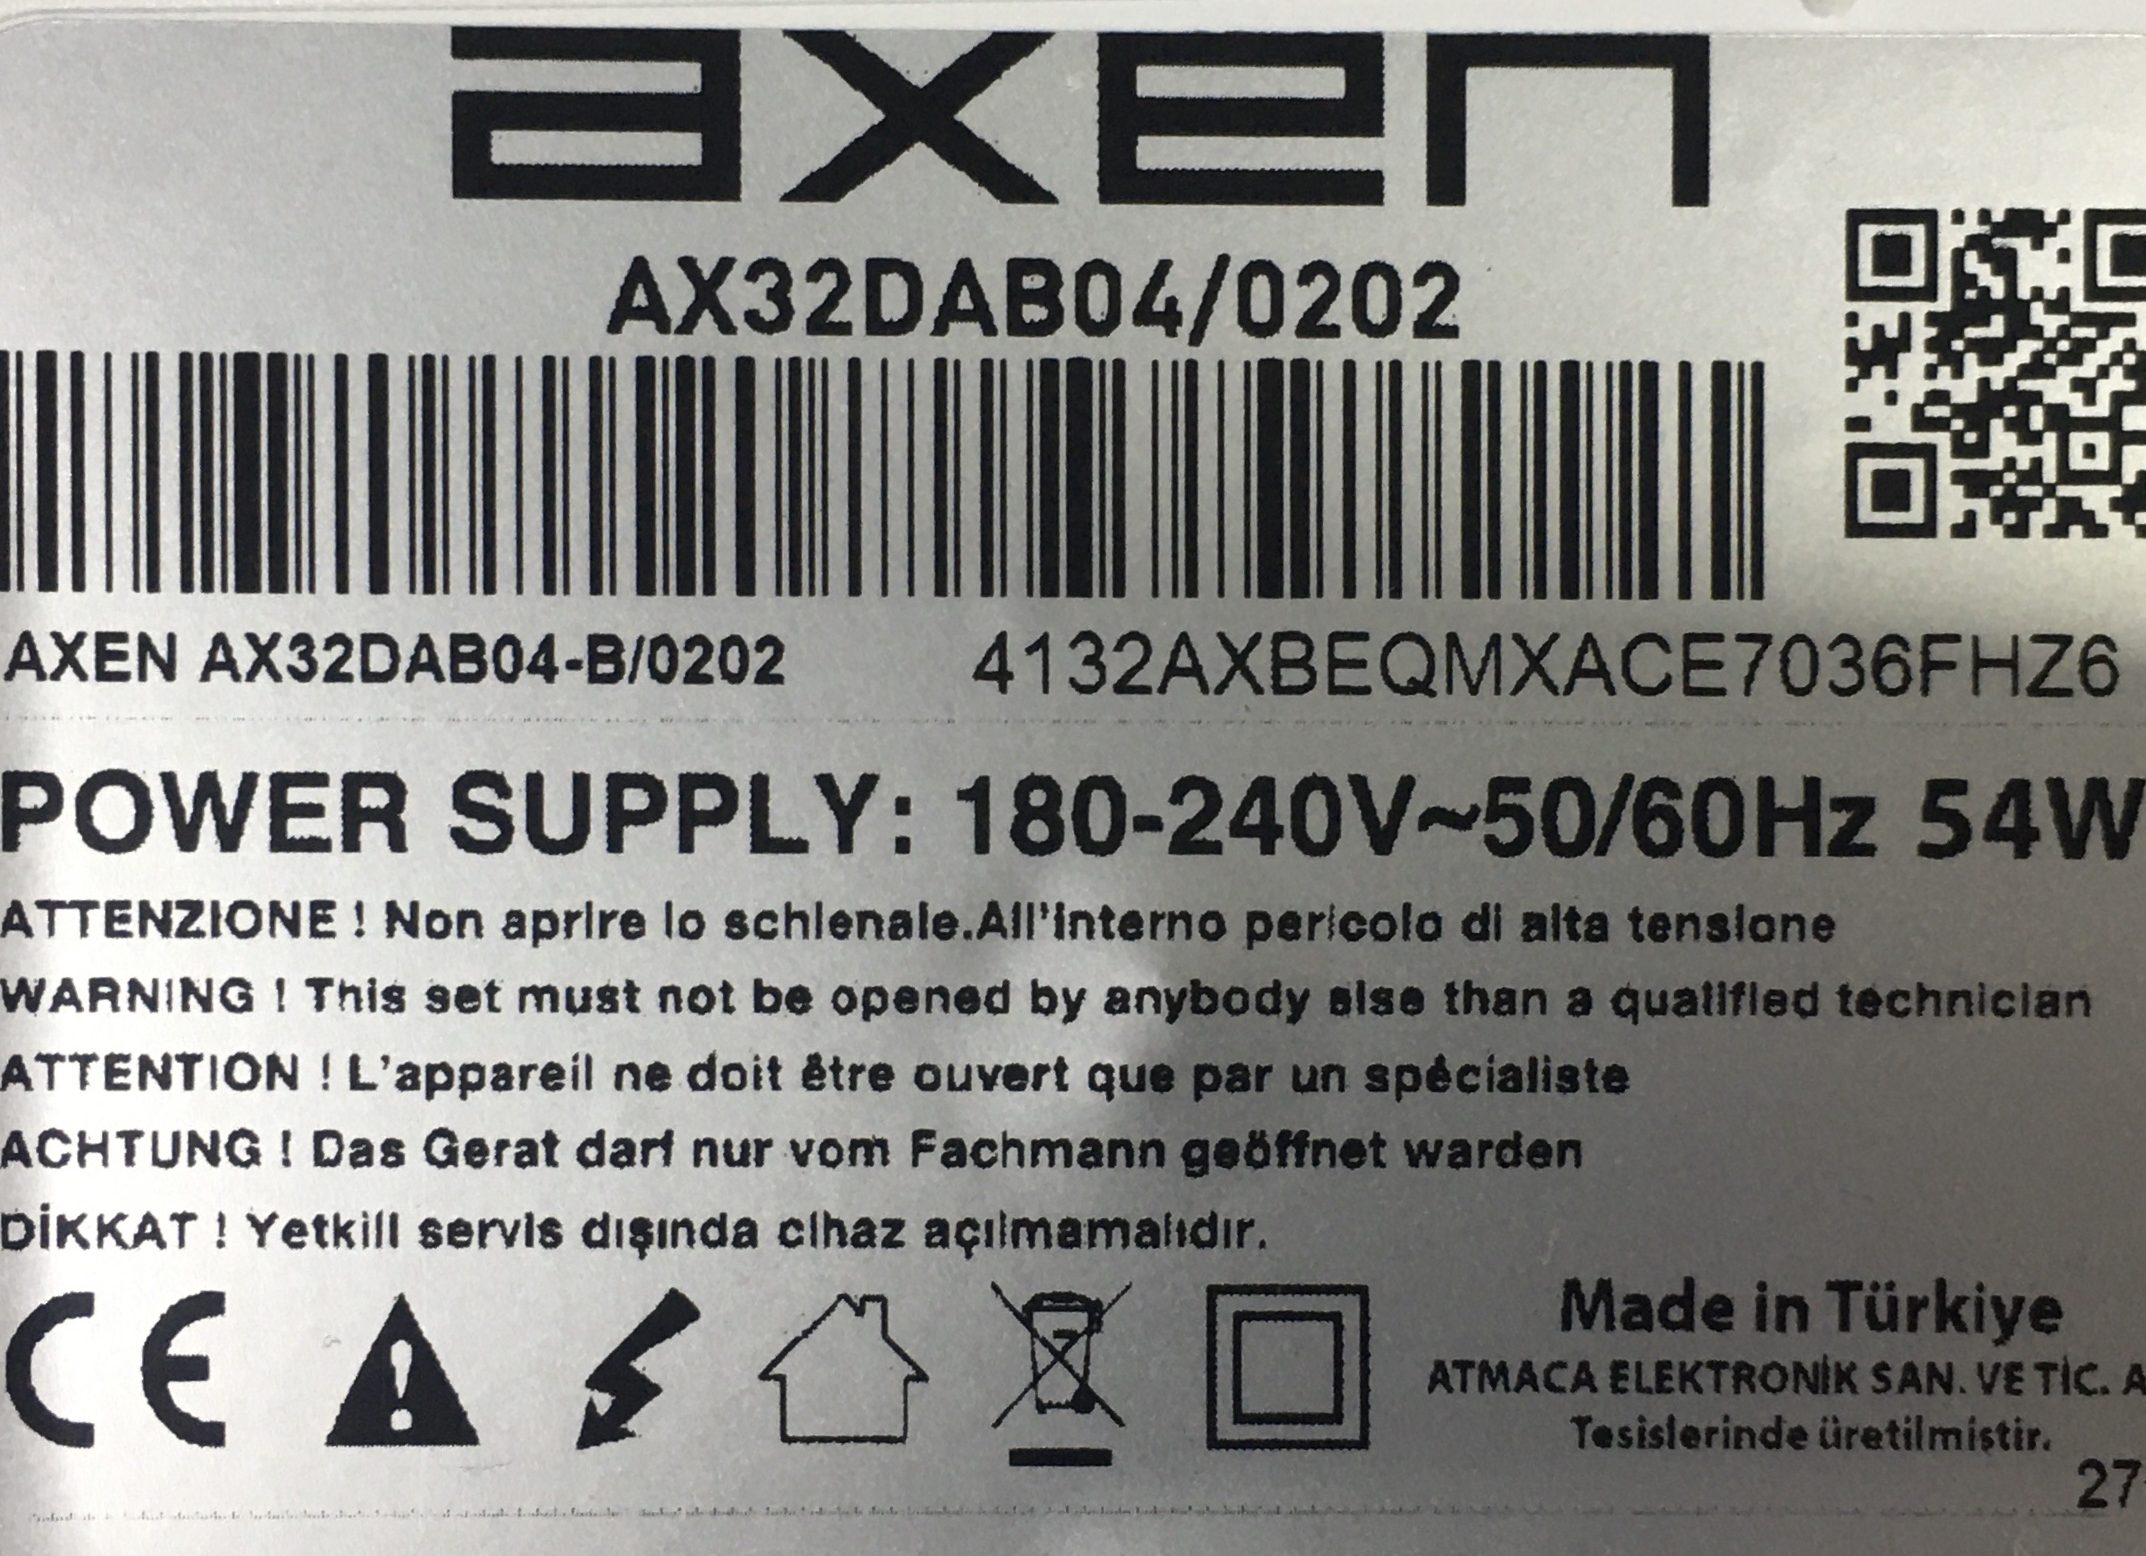 axen
AX32DAB04/0202
AXEN AX32DAB04-B/0202 4132AXBEQMXACE7036FHZ6
POWER SUPPLY: 180-240V~50/60Hz 54W
ATTENZIONE ! Non aprire lo schienale.All'interno pericolo di alta tensione
WARNING ! This set must not be opened by anybody else than a qualified technician
ATTENTION ! L'appareil ne doit être ouvert que par un spécialiste
ACHTUNG ! Das Gerat darf nur vom Fachmann geöffnet warden
DİKKAT ! Yetkili servis dışında cihaz açılmamalıdır.
CE
Made in Türkiye
ATMACA ELEKTRONİK SAN. VE TİC. A
Tesislerinde üretilmiştir.
27